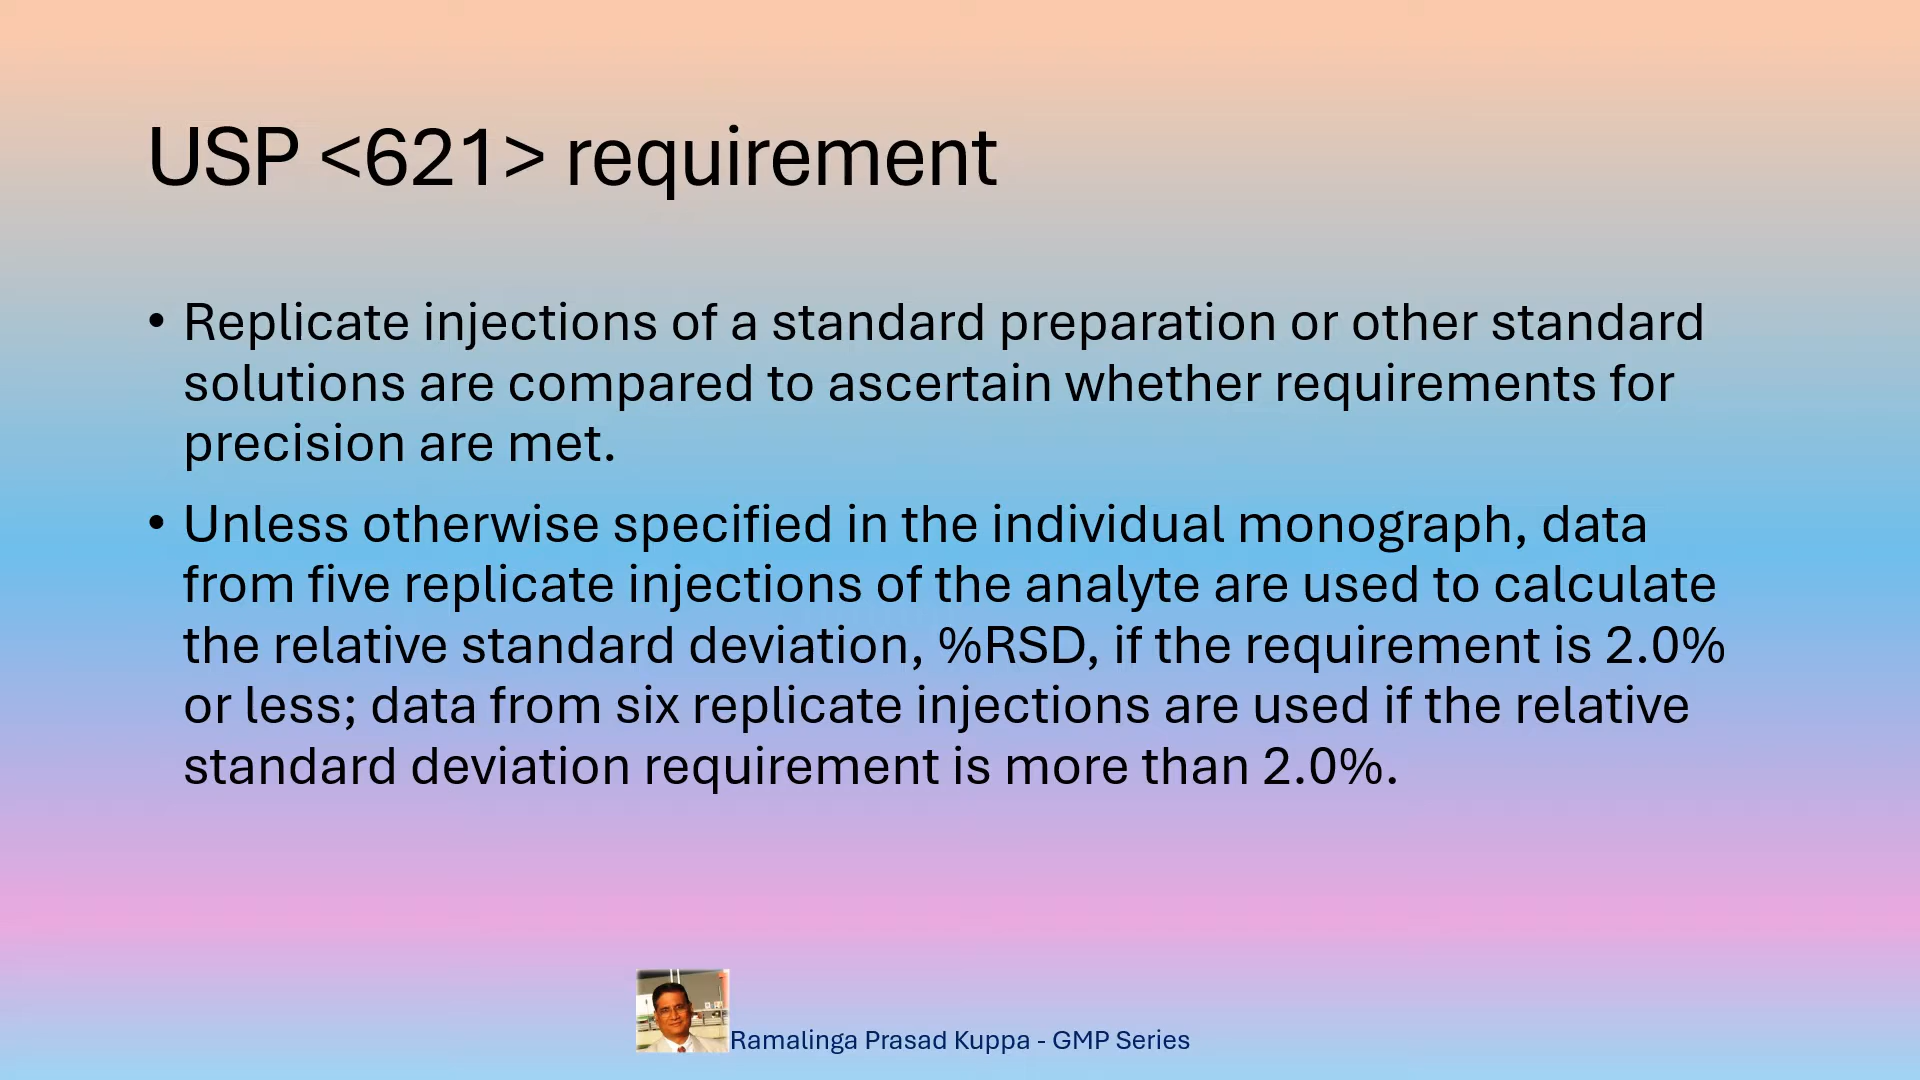 USP <621> requirement
• Replicate injections of a standard preparation or other standard
solutions are compared to ascertain whether requirements for
precision are met.
• Unless otherwise specified in the individual monograph, data
from five replicate injections of the analyte are used to calculate
the relative standard deviation, %RSD, if the requirement is 2.0%
or less; data from six replicate injections are used if the relative
standard deviation requirement is more than 2.0%.
Ramalinga Prasad Kuppa - GMP Series